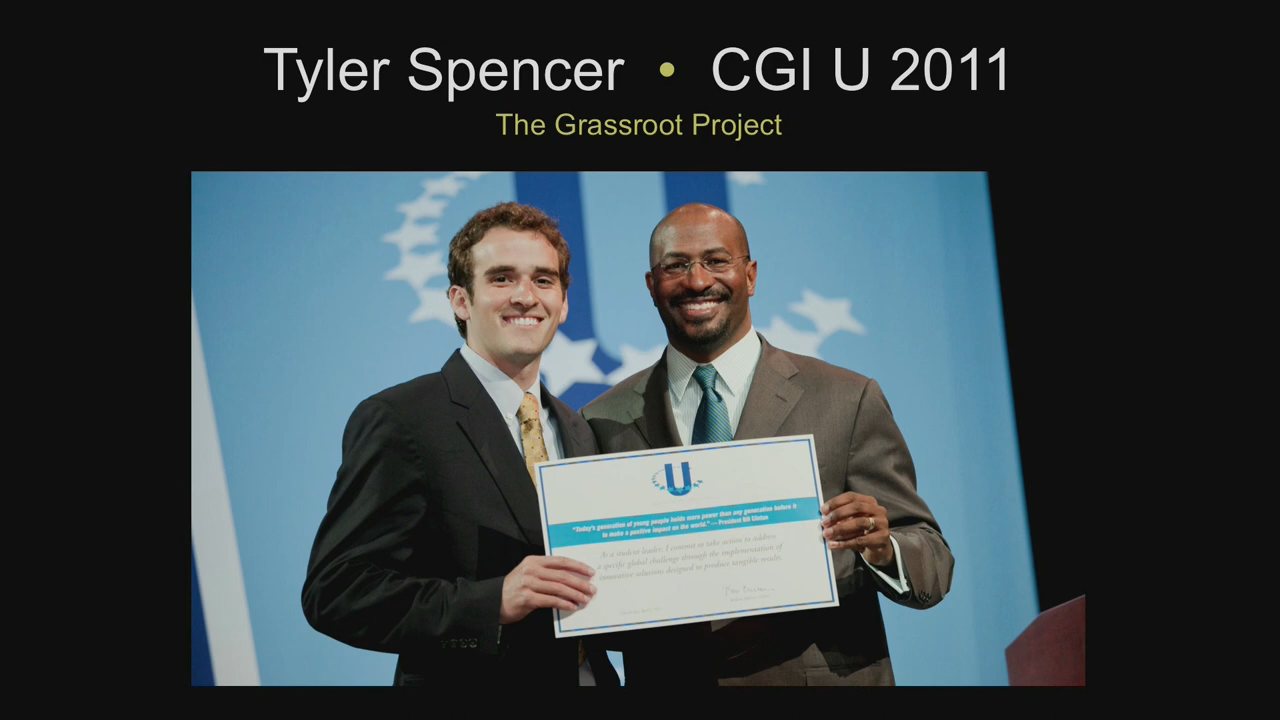 Tyler Spencer • CGI U 2011
The Grassroot Project
U
"Today's generation of young people holds more power than any generation before it
to make a positive impact on the world." — President Bill Clinton
As a student leader, I commit to take action to address
a specific global challenge through the implementation of
innovative solutions designed to produce tangible results.